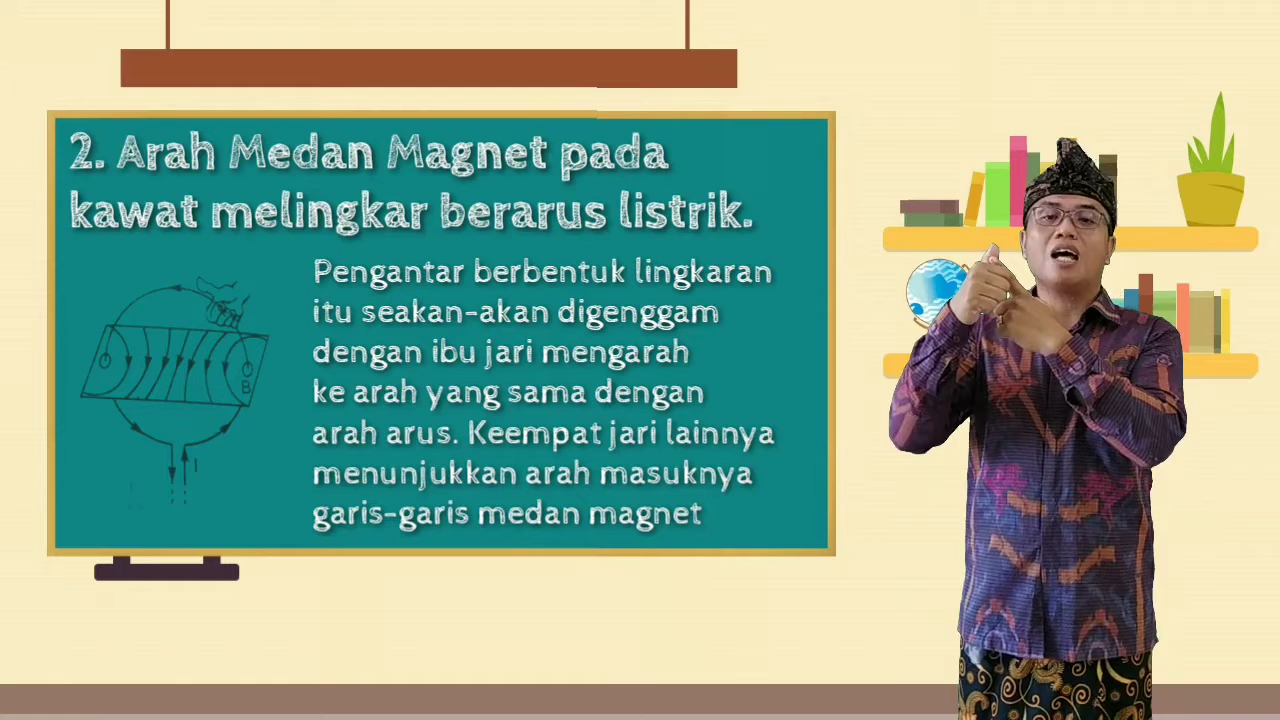 2. Arah Medan Magnet pada
kawat melingkar berarus listrik.
Pengantar berbentuk lingkaran
itu seakan-akan digenggam
dengan ibu jari mengarah
ke arah yang sama dengan
arah arus. Keempat jari lainnya
menunjukkan arah masuknya
garis-garis medan magnet
B
I